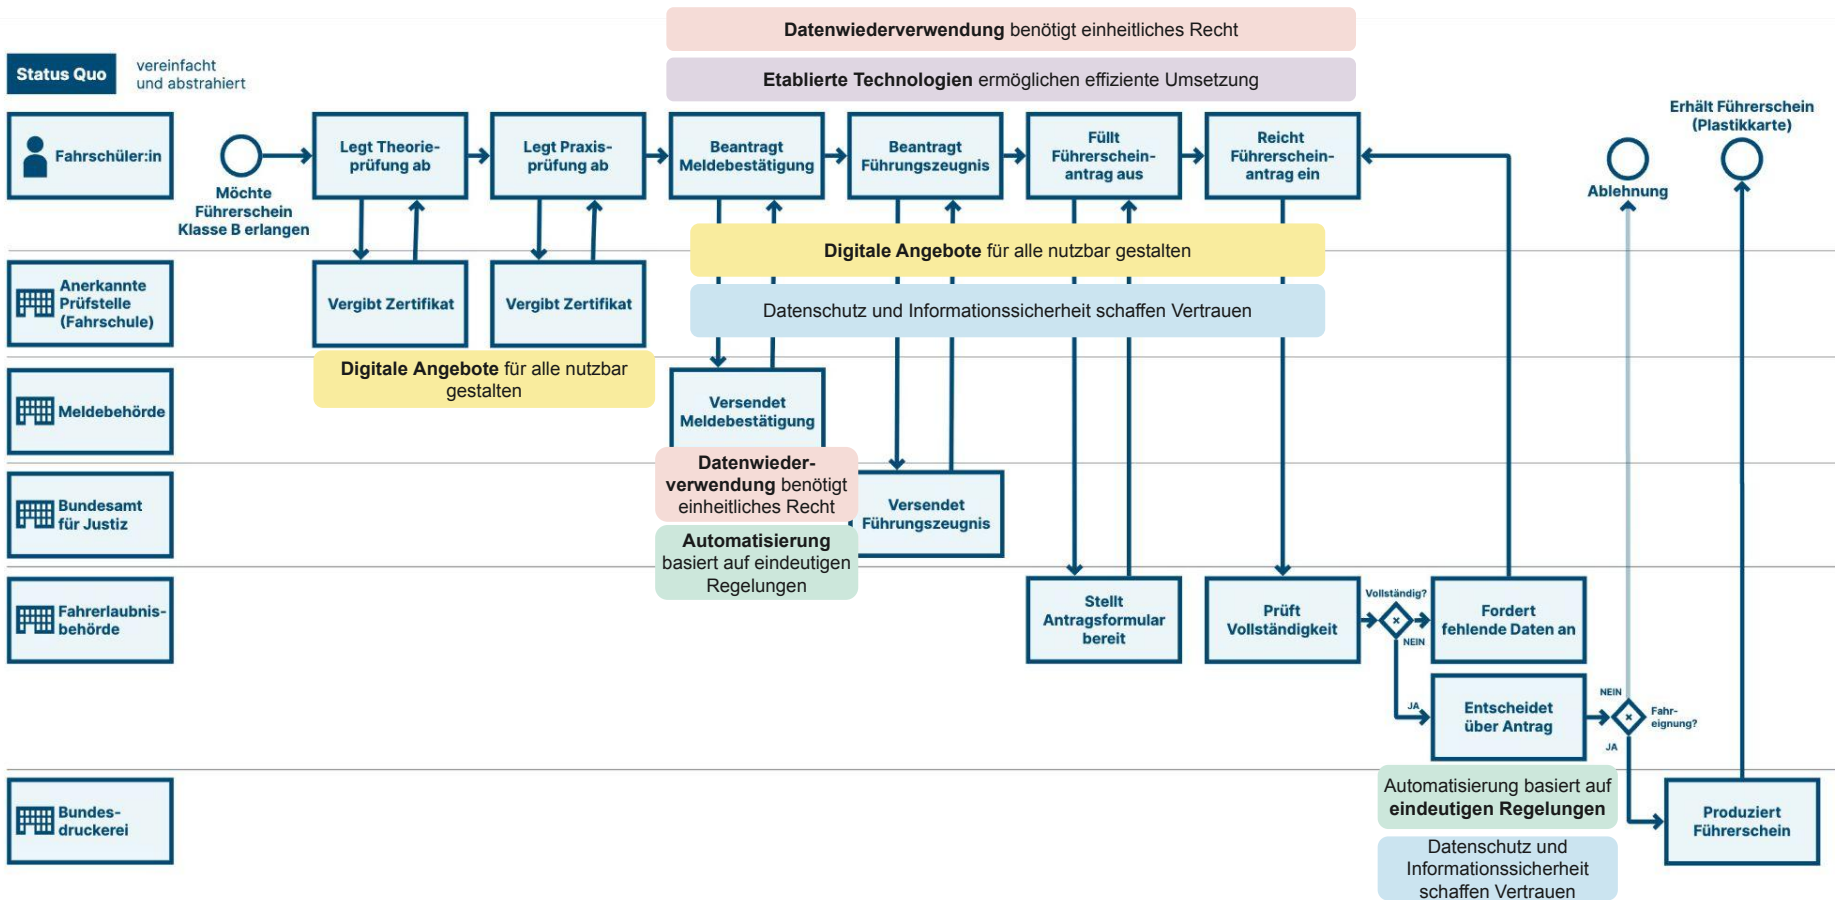 Datenwiederverwendung benötigt einheitliches Recht
Status Quo
vereinfacht
und abstrahiert
Etablierte Technologien ermöglichen effiziente Umsetzung
Fahrschüler:in
Möchte
Führerschein
Klasse B erlangen
Legt Theorie-
prüfung ab
Legt Praxis-
prüfung ab
Beantragt
Meldebestätigung
Beantragt
Führungszeugnis
Füllt
Führerschein-
antrag aus
Reicht
Führerschein-
antrag ein
Ablehnung
Erhält Führerschein
(Plastikkarte)
Digitale Angebote für alle nutzbar gestalten
Anerkannte
Prüfstelle
(Fahrschule)
Vergibt Zertifikat
Vergibt Zertifikat
Datenschutz und Informationssicherheit schaffen Vertrauen
Digitale Angebote für alle nutzbar
gestalten
Meldebehörde
Versendet
Meldebestätigung
Datenwieder-
verwendung benötigt
einheitliches Recht
Bundesamt
für Justiz
Versendet
Führungszeugnis
Automatisierung
basiert auf eindeutigen
Regelungen
Fahrerlaubnis-
behörde
Stellt
Antragsformular
bereit
Prüft
Vollständigkeit
Vollständig?
NEIN
Fordert
fehlende Daten an
JA
Entscheidet
über Antrag
NEIN
Fahr-
eignung?
JA
Bundes-
druckerei
Automatisierung basiert auf
eindeutigen Regelungen
Produziert
Führerschein
Datenschutz und
Informationssicherheit
schaffen Vertrauen